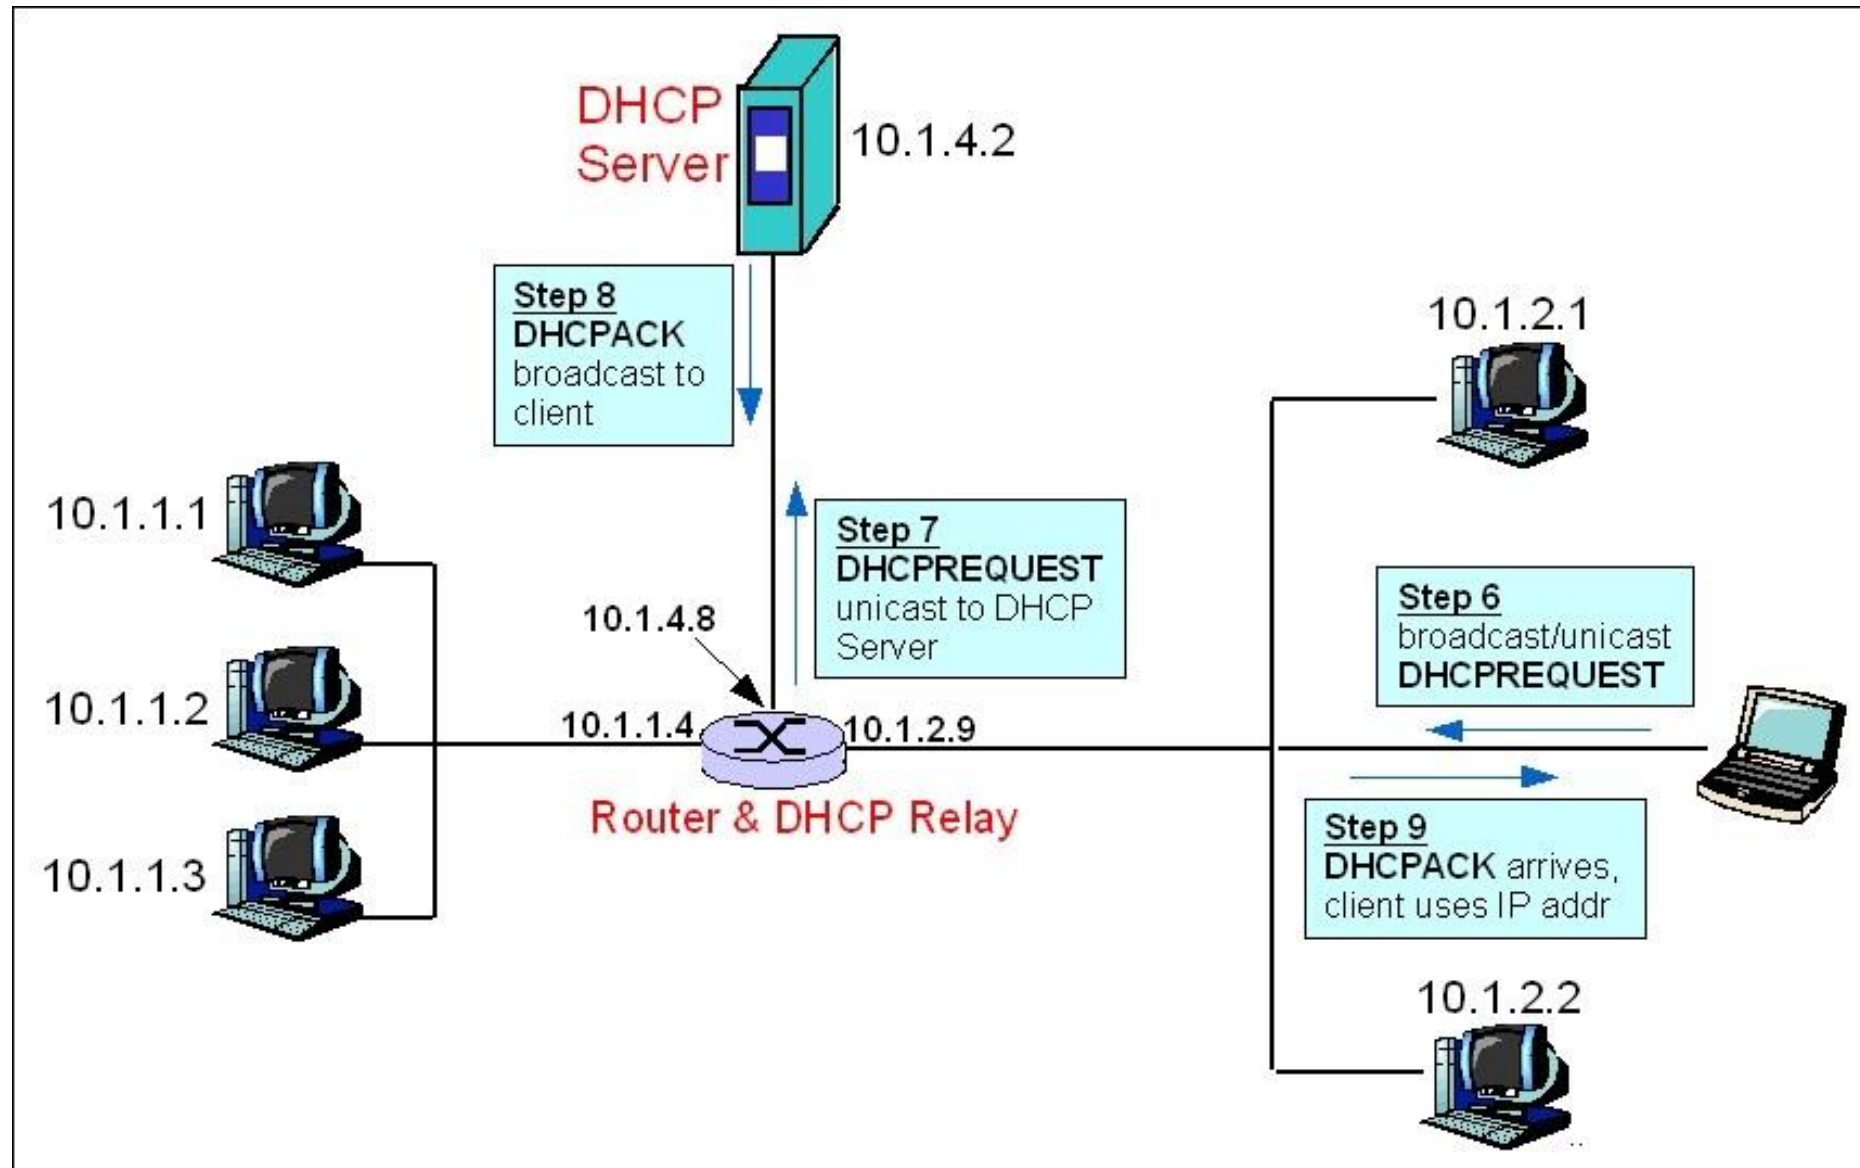 DHCP
Server
10.1.4.2
Step 8
DHCPACK
broadcast to
client
10.1.2.1
10.1.1.1
Step 7
DHCPREQUEST
unicast to DHCP
Server
Step 6
broadcast/unicast
DHCPREQUEST
10.1.4.8
10.1.1.2
10.1.1.4
10.1.2.9
Router & DHCP Relay
Step 9
DHCPACK arrives,
client uses IP addr
10.1.1.3
10.1.2.2